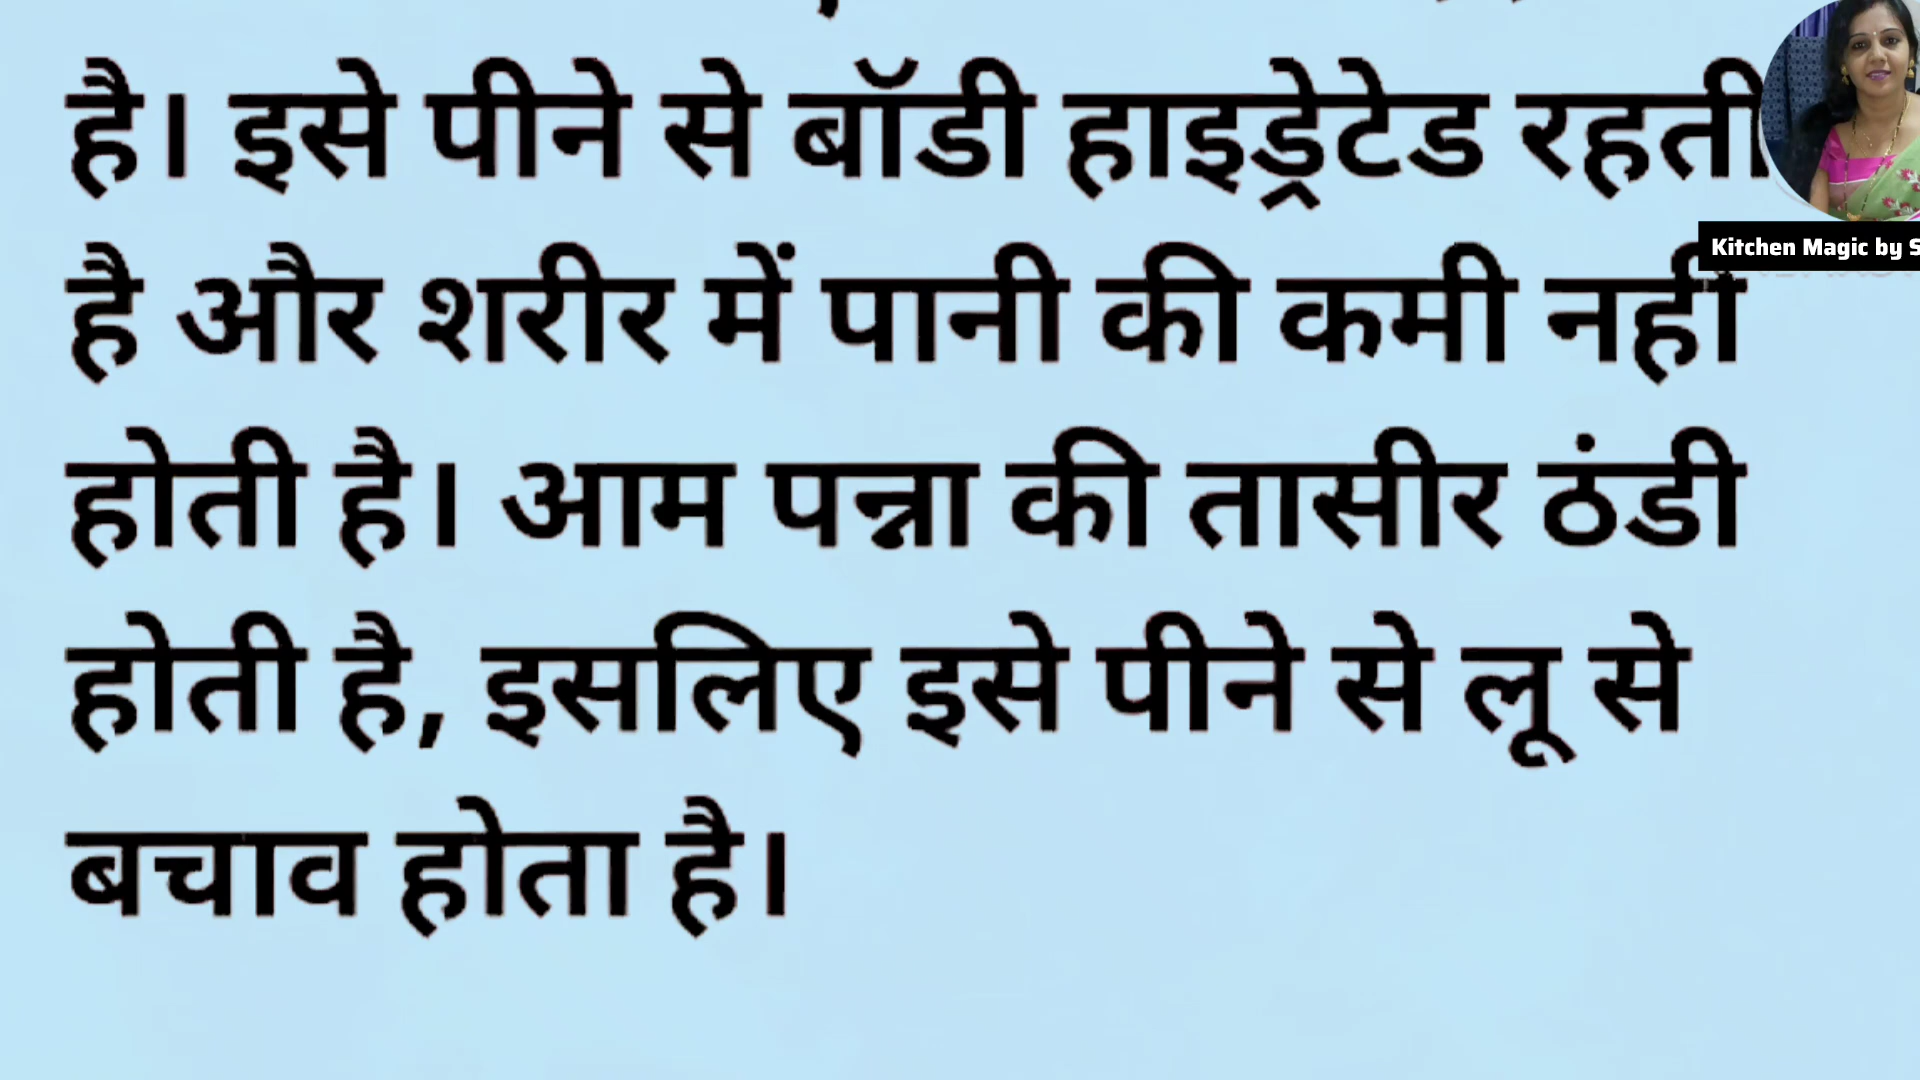 है। इसे पीने से बॉडी हाइड्रेटेड रहती
है और शरीर में पानी की कमी नहीं
होती है। आम पन्ना की तासीर ठंडी
होती है, इसलिए इसे पीने से लू से
बचाव होता है।
Kitchen Magic by S